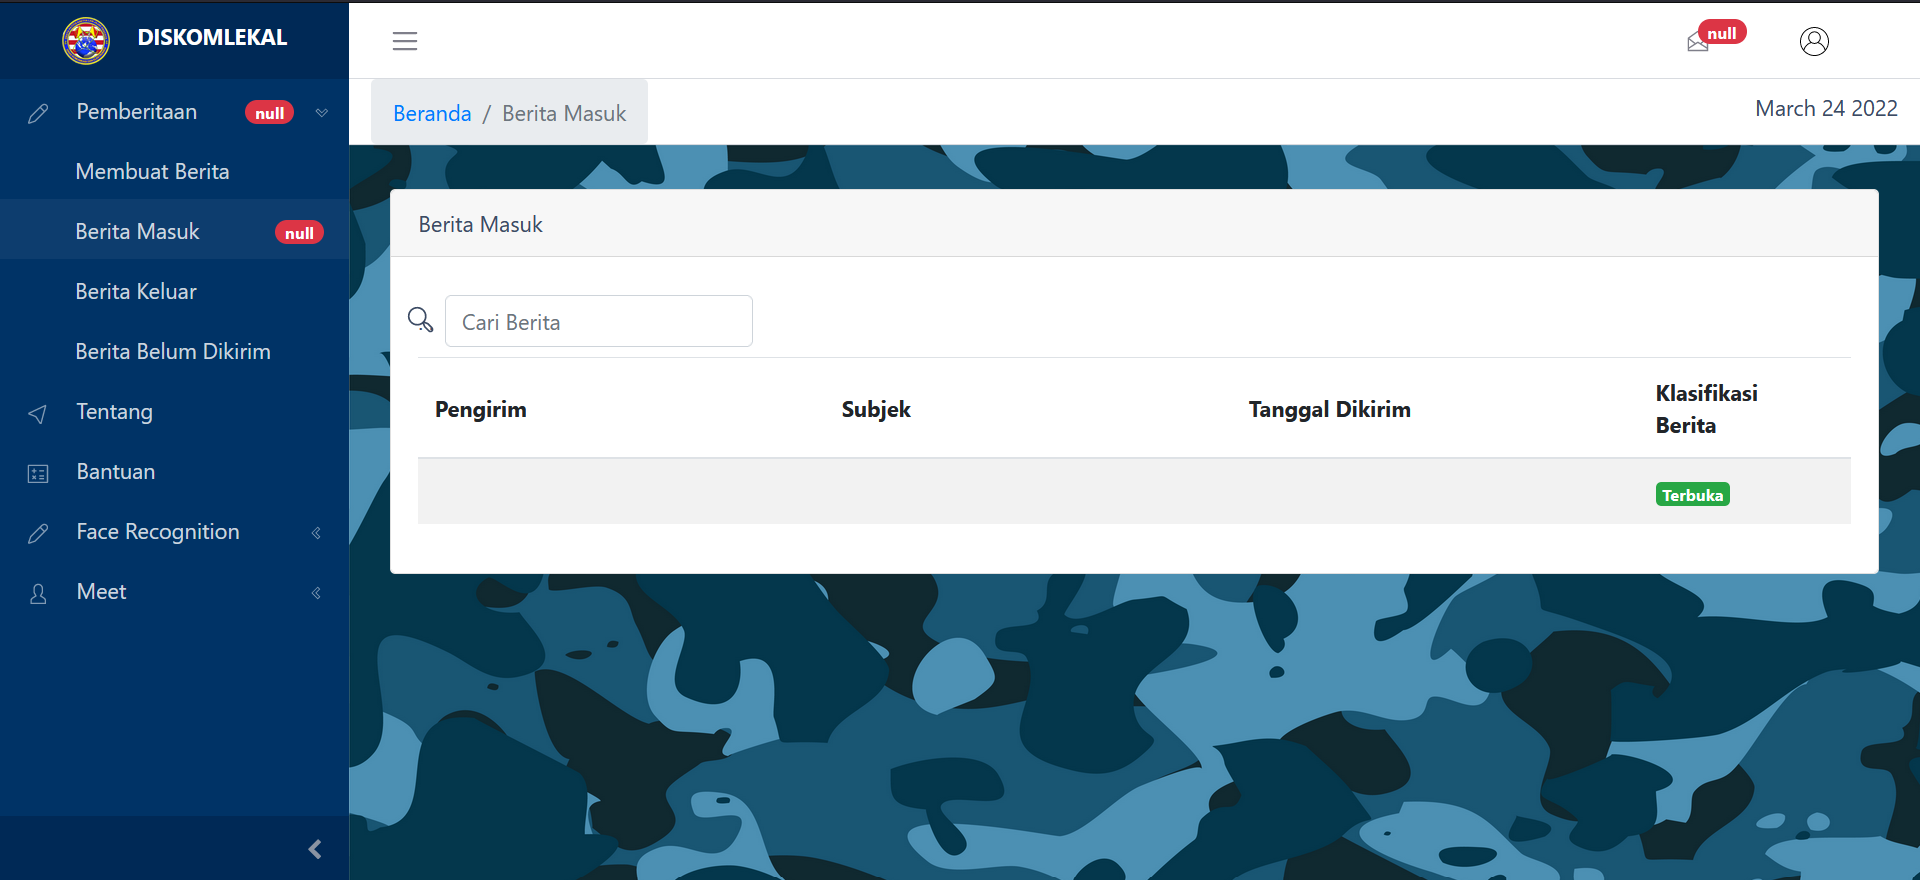 DISKOMLEKAL
null
Pemberitaan null
Membuat Berita
Berita Masuk null
Berita Keluar
Berita Belum Dikirim
Tentang
Bantuan
Face Recognition
Meet
Beranda / Berita Masuk
March 24 2022
Berita Masuk
Cari Berita
Pengirim Subjek Tanggal Dikirim Klasifikasi
Berita
Terbuka